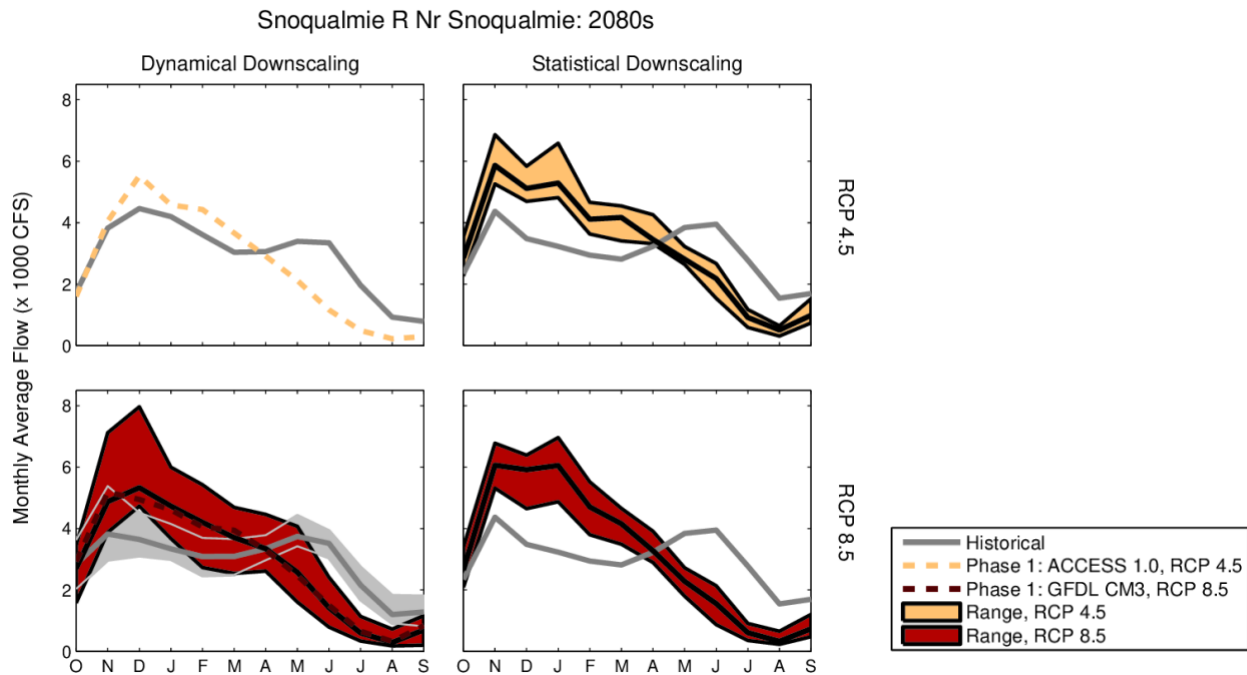 Snoqualmie R Nr Snoqualmie: 2080s
Dynamical Downscaling
Statistical Downscaling
Monthly Average Flow (x 1000 CFS)
8
6
4
2
0
RCP 4.5
8
6
4
2
0
O N D J F M A M J J A S
O N D J F M A M J J A S
RCP 8.5
Historical
Phase 1: ACCESS 1.0, RCP 4.5
Phase 1: GFDL CM3, RCP 8.5
Range, RCP 4.5
Range, RCP 8.5